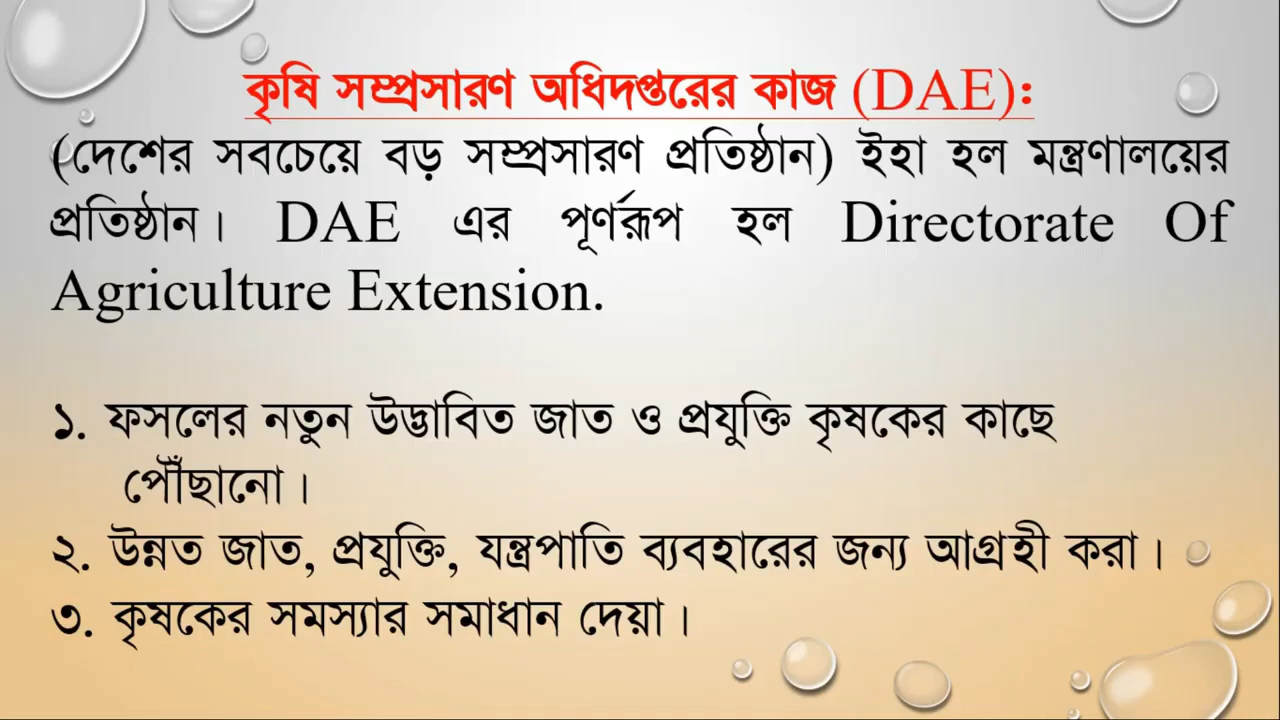 কৃষি সম্প্রসারণ অধিদপ্তরের কাজ (DAE)ঃ
(দেশের সবচেয়ে বড় সম্প্রসারণ প্রতিষ্ঠান) ইহা হল মন্ত্রণালয়ের
প্রতিষ্ঠান। DAE এর পূর্ণরূপ হল Directorate Of
Agriculture Extension.
১. ফসলের নতুন উদ্ভাবিত জাত ও প্রযুক্তি কৃষকের কাছে
পৌঁছানো।
২. উন্নত জাত, প্রযুক্তি, যন্ত্রপাতি ব্যবহারের জন্য আগ্রহী করা।
৩. কৃষকের সমস্যার সমাধান দেয়া।